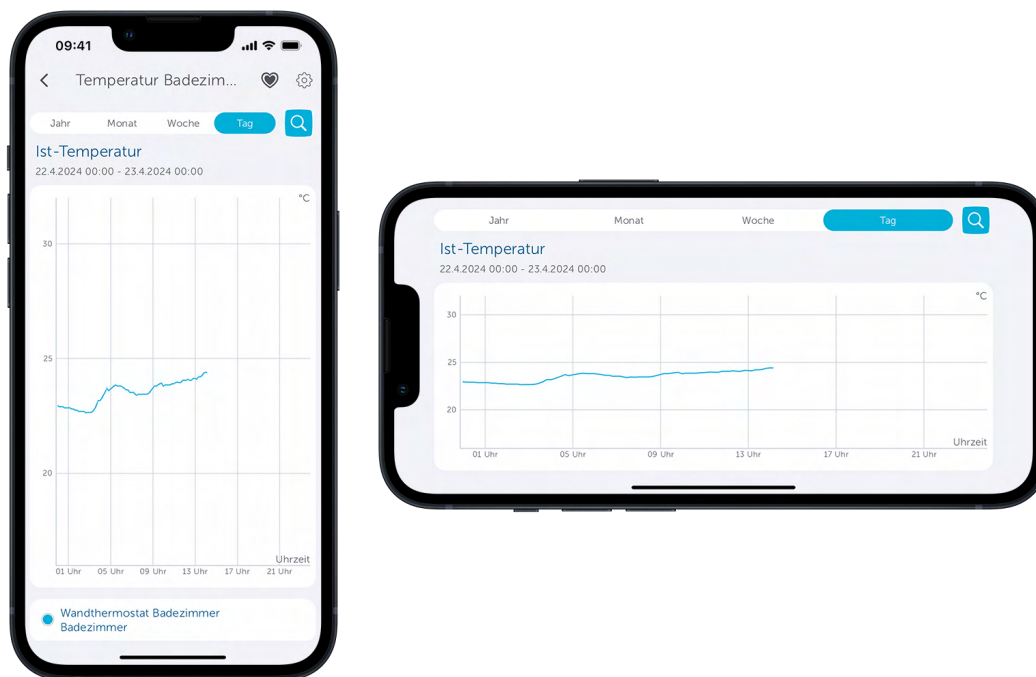 09:41
Temperatur Badezim...
Jahr Monat Woche Tag
Ist-Temperatur
22.4.2024 00:00 - 23.4.2024 00:00
°C
30
25
20
Uhrzeit
01 Uhr 05 Uhr 09 Uhr 13 Uhr 17 Uhr 21 Uhr
Wandthermostat Badezimmer
Badezimmer
Jahr Monat Woche Tag
Ist-Temperatur
22.4.2024 00:00 - 23.4.2024 00:00
°C
30
25
20
Uhrzeit
01 Uhr 05 Uhr 09 Uhr 13 Uhr 17 Uhr 21 Uhr